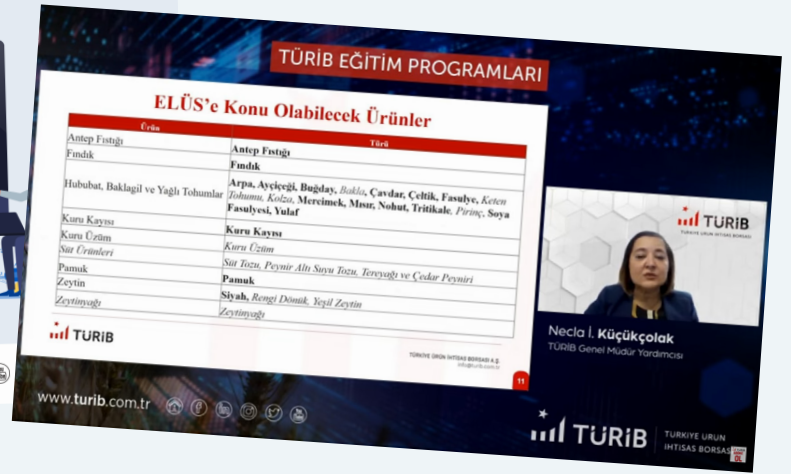 TÜRİB EĞİTİM PROGRAMLARI
ELÜS’e Konu Olabilecek Ürünler
Ürün Türü
Antep Fıstığı Antep Fıstığı
Fındık Fındık
Hububat, Baklagil ve Yağlı Tohumlar Arpa, Ayçiçeği, Buğday, Bakla, Çavdar, Çeltik, Fasulye, Keten
Tohumu, Kolza, Mercimek, Mısır, Nohut, Tritikale, Pirinç, Soya
Fasulyesi, Yulaf
Kuru Kayısı Kuru Kayısı
Kuru Üzüm Kuru Üzüm
Süt Ürünleri Süt Tozu, Peynir Altı Suyu Tozu, Tereyağı ve Çedar Peyniri
Pamuk Pamuk
Zeytin Siyah, Rengi Dönük, Yeşil Zeytin
Zeytinyağı Zeytinyağı
TÜRİB
TÜRKİYE ÜRÜN İHTİSAS BORSASI A.Ş.
info@turib.com.tr
11
TÜRİB
TÜRKİYE ÜRÜN İHTİSAS BORSASI
Necla İ. Küçükçolak
TÜRİB Genel Müdür Yardımcısı
www.turib.com.tr
TÜRİB
TÜRKİYE ÜRÜN
İHTİSAS BORSASI